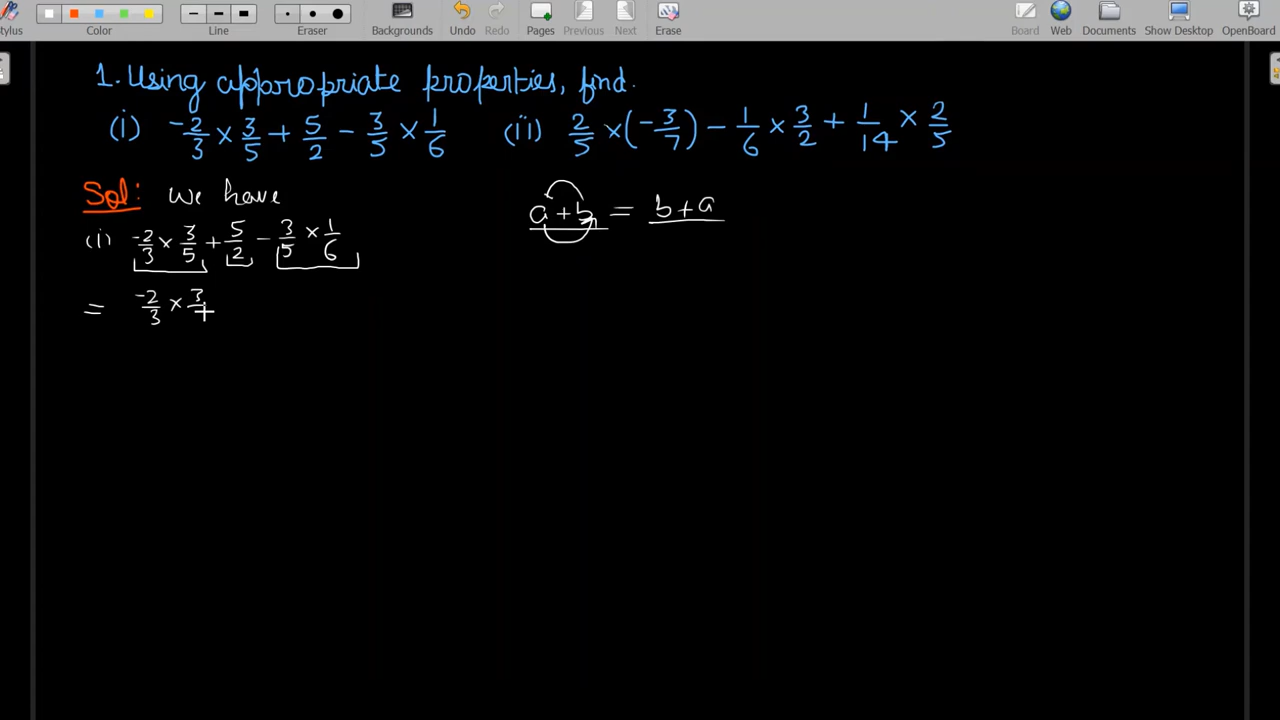 Stylus Color Line Eraser Backgrounds Undo Redo Pages Previous Next Erase Board Web Documents Show Desktop OpenBoard
1. Using appropriate properties, find.
(i) -2/3 × 3/5 + 5/2 - 3/5 × 1/6 (ii) 2/5 × (-3/7) - 1/6 × 3/2 + 1/14 × 2/5
Sol: we have
a + b = b + a
(i) -2/3 × 3/5 + 5/2 - 3/5 × 1/6
= -2/3 × 3